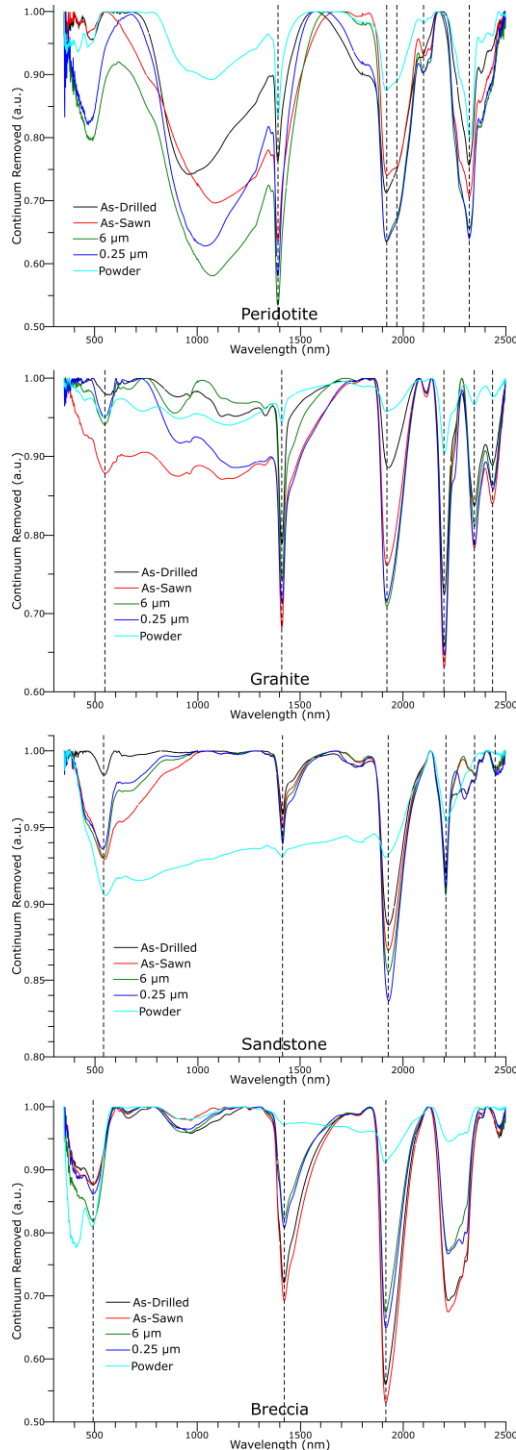 Continuum Removed (a.u.)
1.00
0.90
0.80
0.70
0.60
0.50
As-Drilled
As-Sawn
6 µm
0.25 µm
Powder
Peridotite
500 1000 1500 2000 2500
Wavelength (nm)
Continuum Removed (a.u.)
1.00
0.90
0.80
0.70
0.60
As-Drilled
As-Sawn
6 µm
0.25 µm
Powder
Granite
500 1000 1500 2000 2500
Wavelength (nm)
Continuum Removed (a.u.)
1.00
0.95
0.90
0.85
0.80
As-Drilled
As-Sawn
6 µm
0.25 µm
Powder
Sandstone
500 1000 1500 2000 2500
Wavelength (nm)
Continuum Removed (a.u.)
1.00
0.90
0.80
0.70
0.60
0.50
As-Drilled
As-Sawn
6 µm
0.25 µm
Powder
Breccia
500 1000 1500 2000 2500
Wavelength (nm)